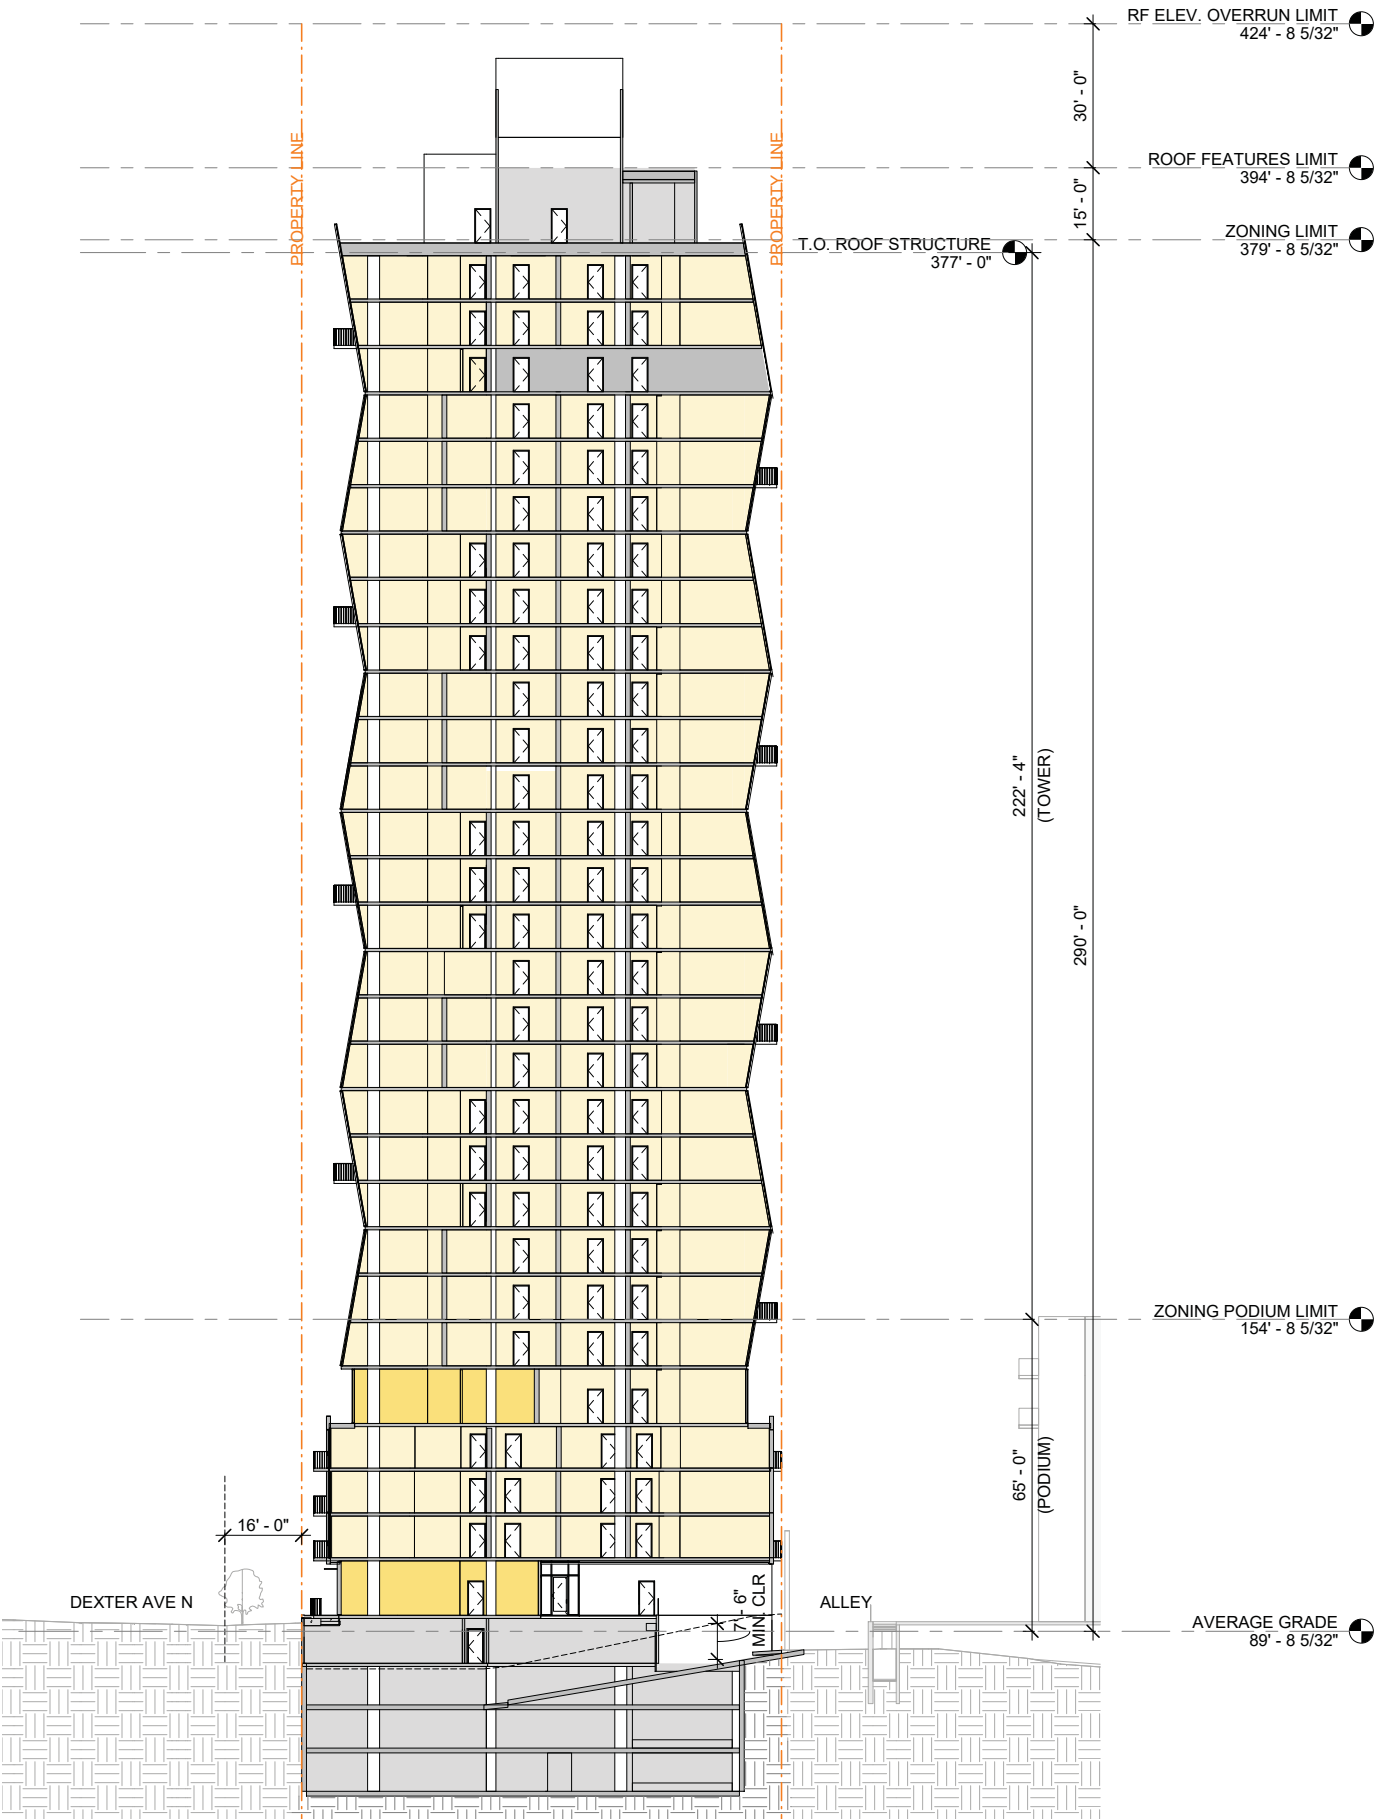 RF ELEV. OVERRUN LIMIT
424' - 8 5/32"
30' - 0"
PROPERTY LINE
PROPERTY LINE
ROOF FEATURES LIMIT
394' - 8 5/32"
15' - 0"
ZONING LIMIT
379' - 8 5/32"
T.O. ROOF STRUCTURE
377' - 0"
222' - 4"
(TOWER)
290' - 0"
ZONING PODIUM LIMIT
154' - 8 5/32"
65' - 0"
(PODIUM)
16' - 0"
7' - 6"
MIN. CLR
DEXTER AVE N
ALLEY
AVERAGE GRADE
89' - 8 5/32"